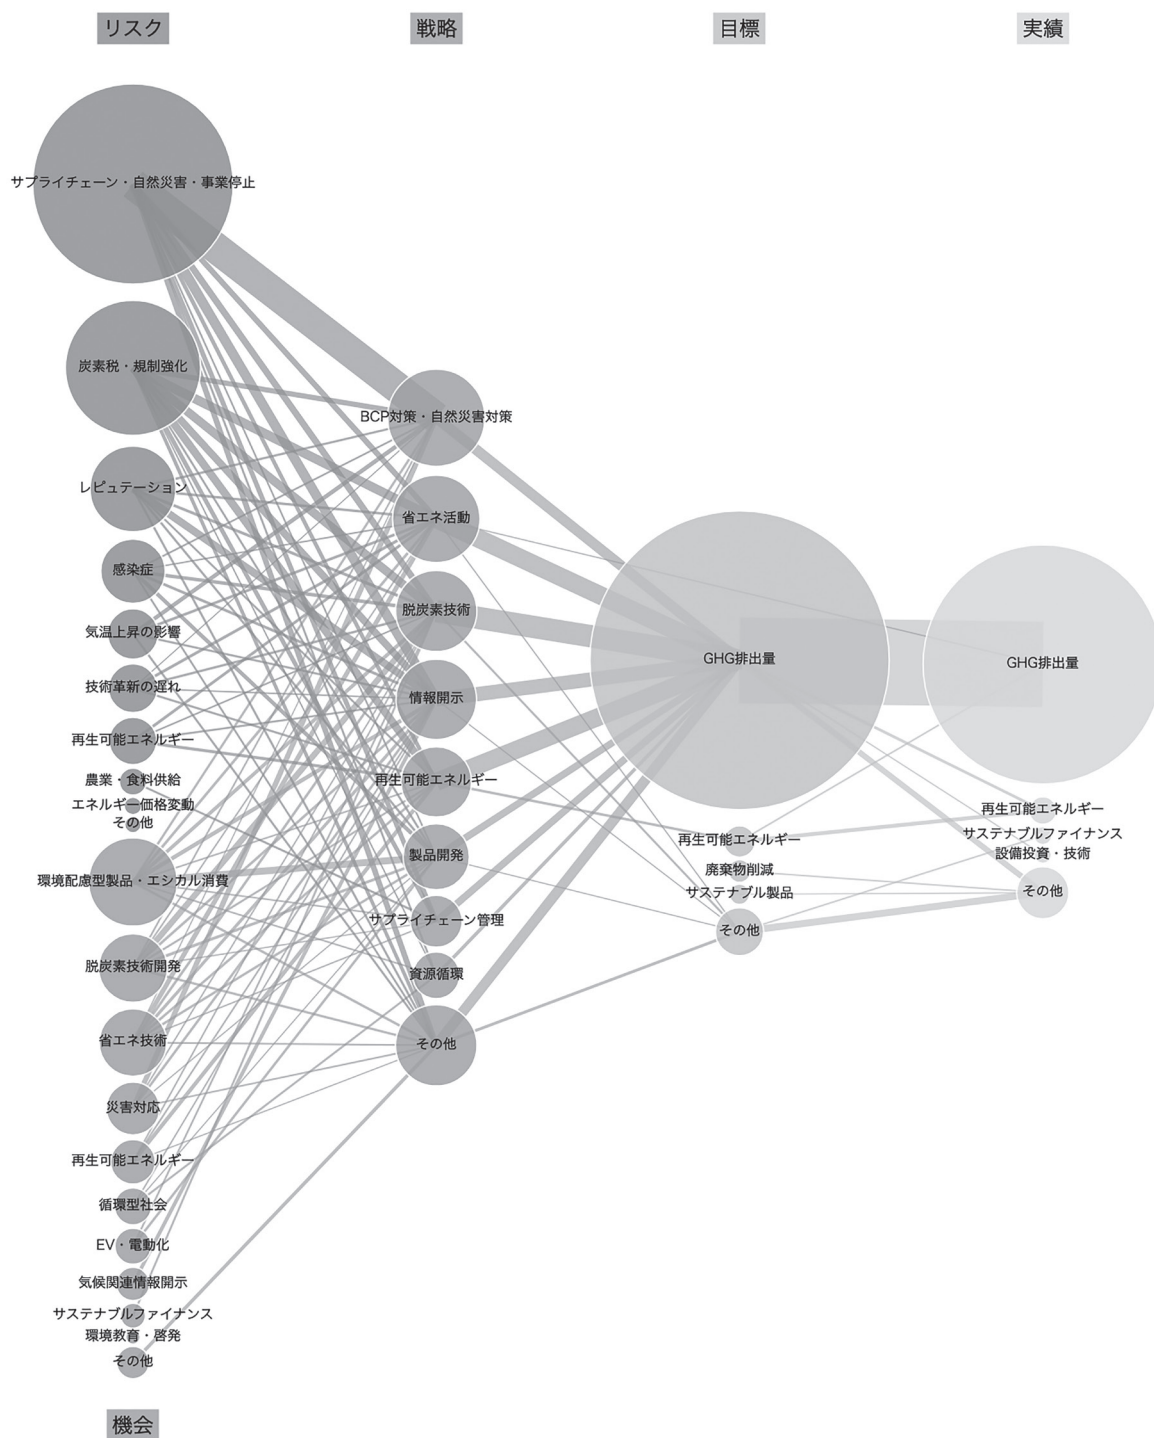 リスク
戦略
目標
実績
サプライチェーン・自然災害・事業停止
炭素税・規制強化
レピュテーション
感染症
気温上昇の影響
技術革新の遅れ
再生可能エネルギー
農業・食料供給
エネルギー価格変動
その他
環境配慮型製品・エシカル消費
脱炭素技術開発
省エネ技術
災害対応
再生可能エネルギー
循環型社会
EV・電動化
気候関連情報開示
サステナブルファイナンス
環境教育・啓発
その他
機会
BCP対策・自然災害対策
省エネ活動
脱炭素技術
情報開示
再生可能エネルギー
製品開発
サプライチェーン管理
資源循環
その他
GHG排出量
再生可能エネルギー
廃棄物削減
サステナブル製品
その他
GHG排出量
再生可能エネルギー
サステナブルファイナンス
設備投資・技術
その他